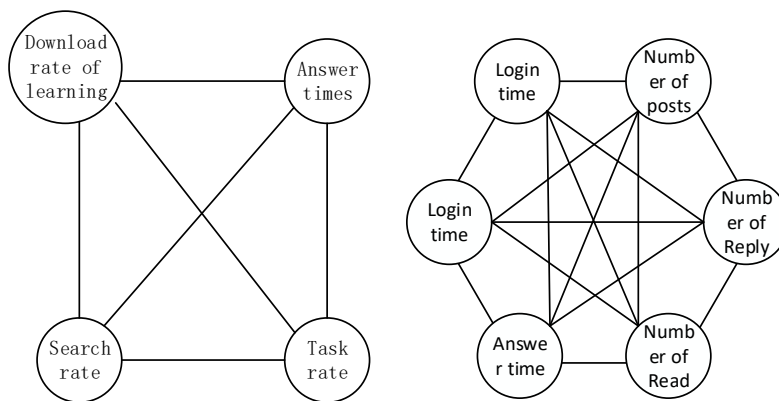 Download
rate of
learning
Answer
times
Search
rate
Task
rate
Login
time
Numb
er of
posts
Login
time
Numb
er of
Reply
Answe
r time
Numb
er of
Read